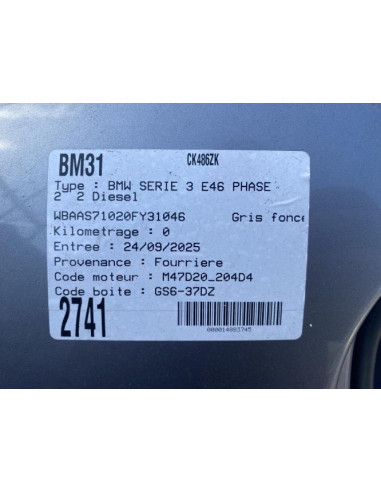 BM31 CK486ZK
Type : BMW SERIE 3 E46 PHASE
2 2 Diesel
WBAAS71020FY31046 Gris fonce
Kilometrage : 0
Entree : 24/09/2025
Provenance : Fourriere
Code moteur : M47D20_204D4
Code boite : GS6-37DZ
2741
000014003745